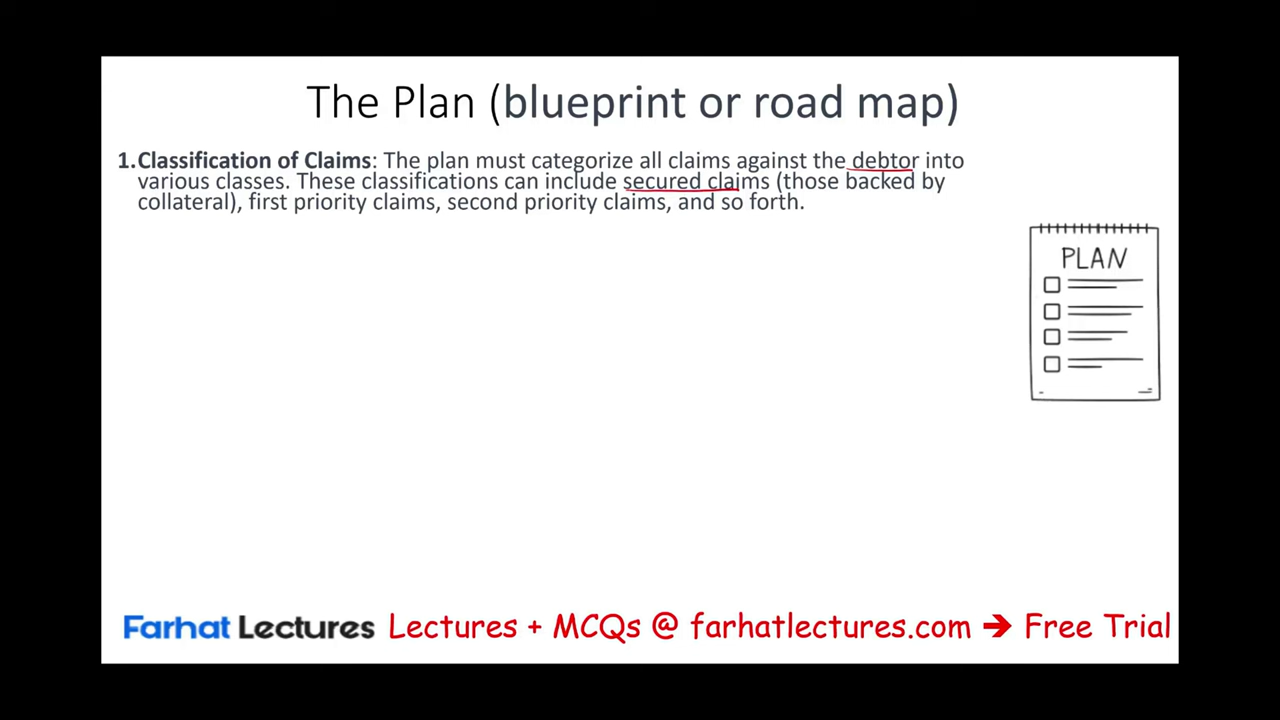 The Plan (blueprint or road map)
1. Classification of Claims: The plan must categorize all claims against the debtor into
various classes. These classifications can include secured claims (those backed by
collateral), first priority claims, second priority claims, and so forth.
PLAN
Farhat Lectures Lectures + MCQs @ farhatlectures.com → Free Trial